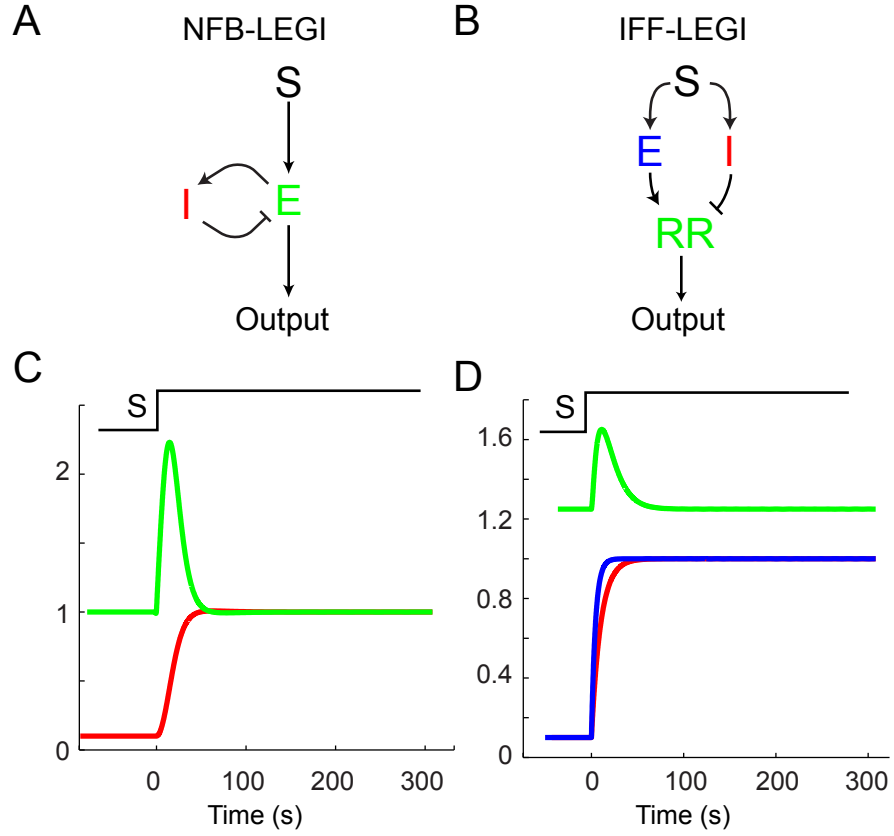 A
NFB-LEGI
S
I
E
Output
B
IFF-LEGI
S
E
I
RR
Output
C
S
2
1
0
0
100
200
300
Time (s)
D
S
1.6
1.2
0.8
0.4
0
0
100
200
300
Time (s)